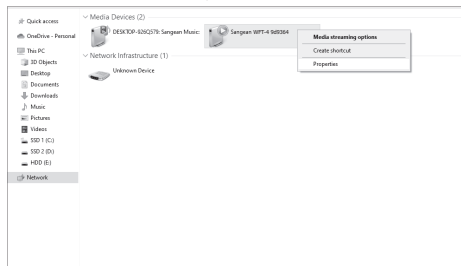 Quick access
OneDrive - Personal
This PC
3D Objects
Desktop
Documents
Downloads
Music
Pictures
Videos
SSD 1 (C:)
SSD 2 (D:)
HDD (E:)
Network
Media Devices (2)
DESKTOP-926Q579: Sangean Music:
Sangean WFT-4 9d9384
Network Infrastructure (1)
Unknown Device
Media streaming options
Create shortcut
Properties